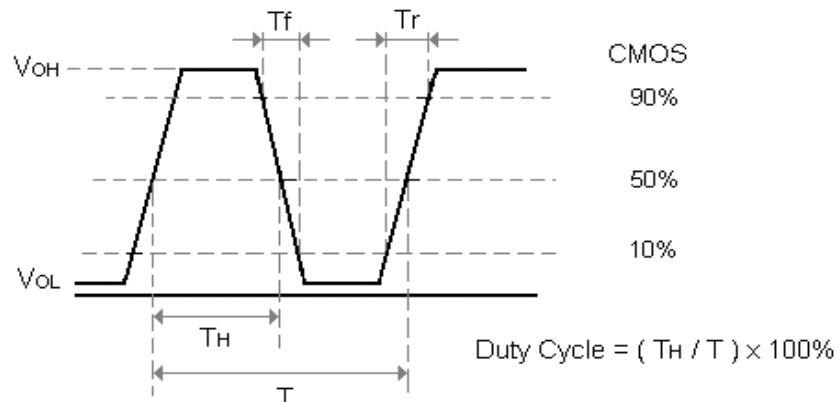 Tf
Tr
VOH
CMOS
90%
50%
10%
VOL
TH
Duty Cycle = ( TH / T ) x 100%
T